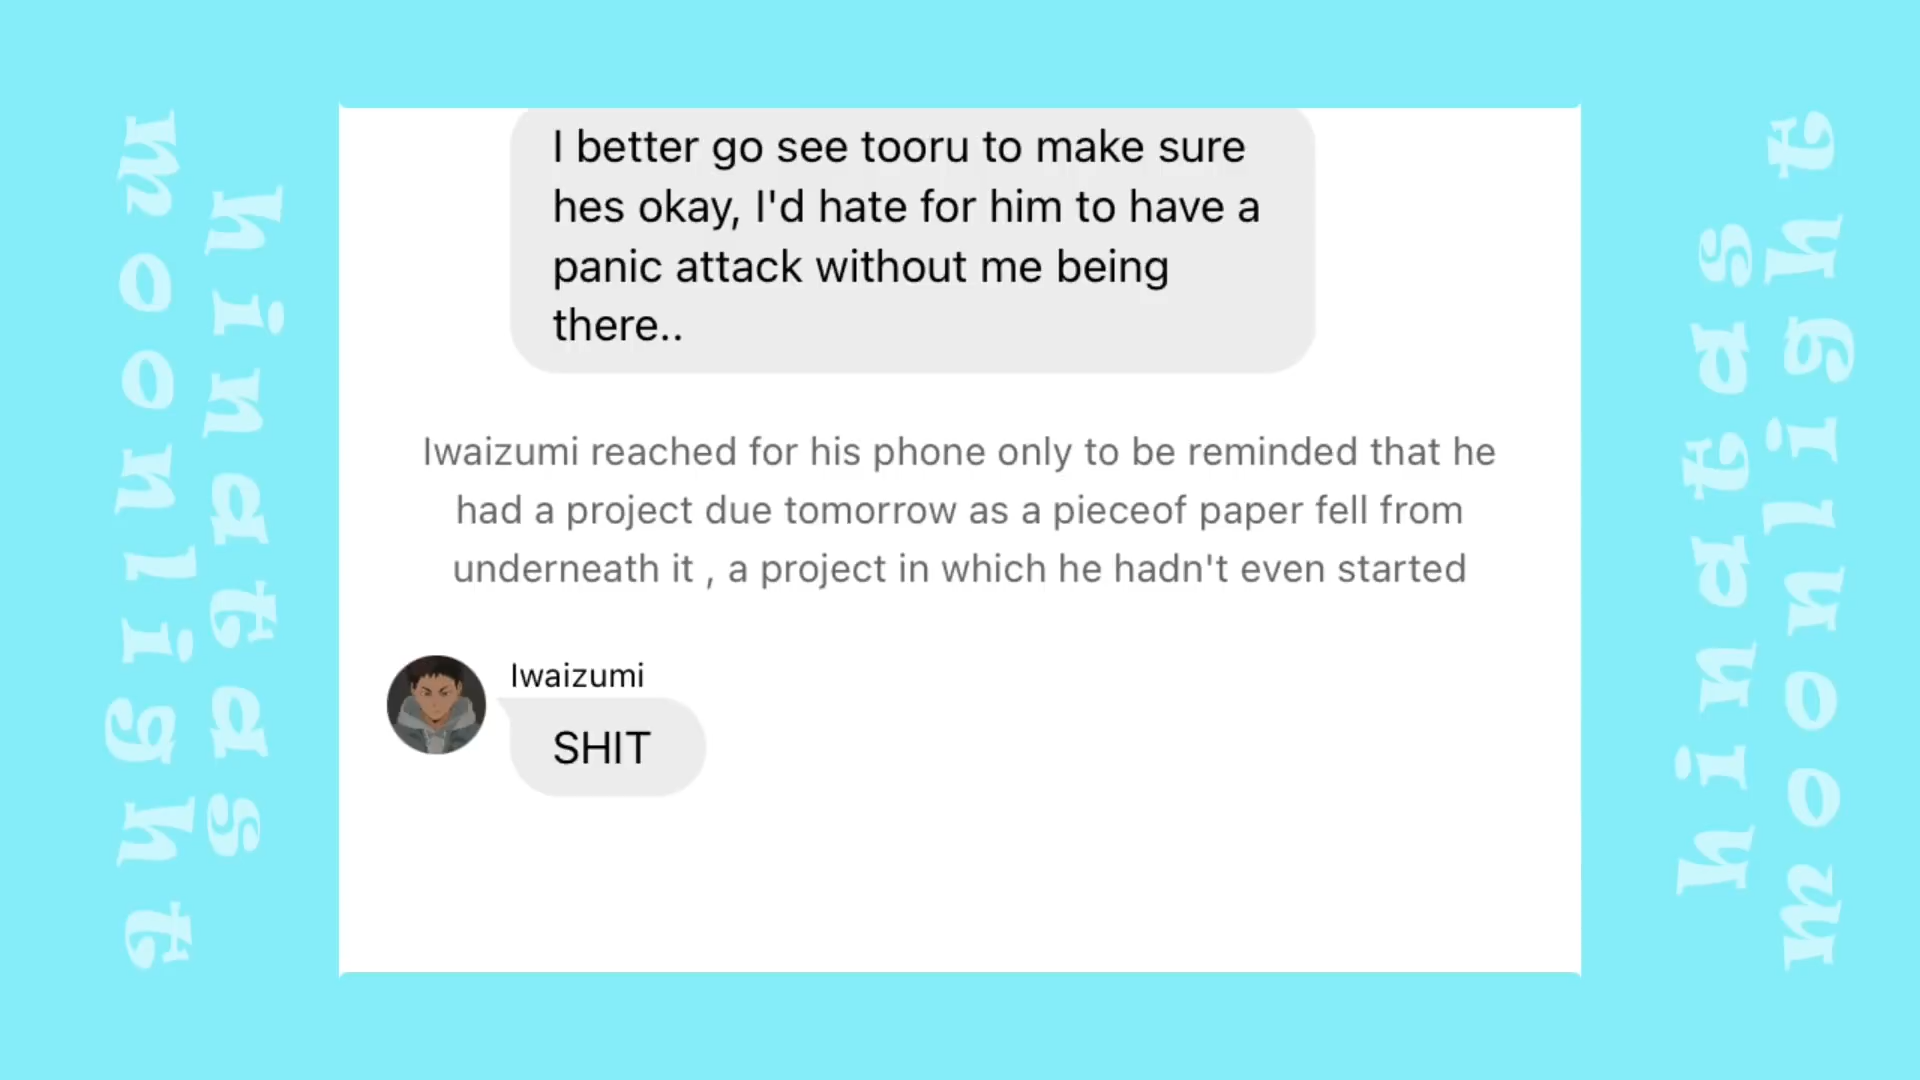 I better go see tooru to make sure
hes okay, I'd hate for him to have a
panic attack without me being
there..
Iwaizumi reached for his phone only to be reminded that he
had a project due tomorrow as a pieceof paper fell from
underneath it , a project in which he hadn't even started
Iwaizumi
SHIT
hinatas
moonlight
hinatas
moonlight